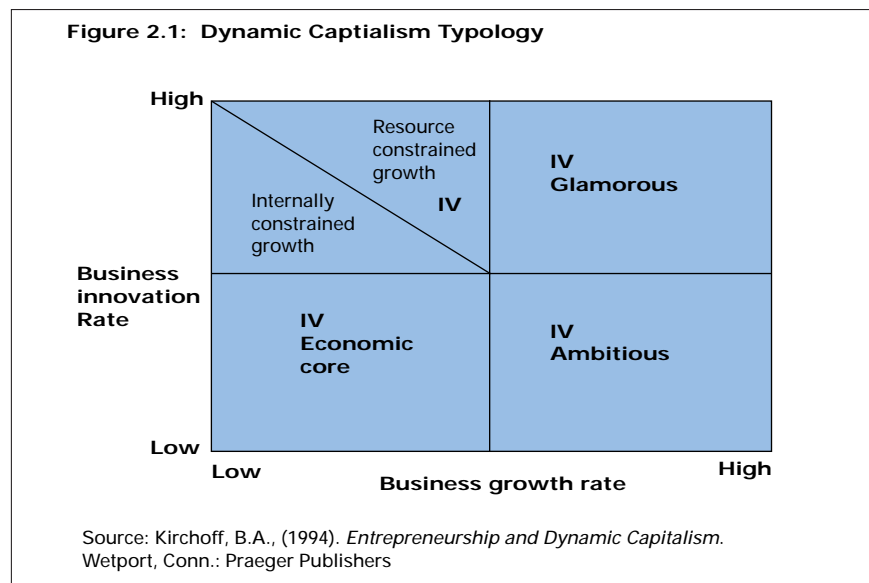 Figure 2.1: Dynamic Captialism Typology
High
Resource
constrained
growth
IV
Internally
constrained
growth
IV
Glamorous
Business
innovation
Rate
IV
Economic
core
IV
Ambitious
Low
Low
Business growth rate
High
Source: Kirchoff, B.A., (1994). Entrepreneurship and Dynamic Capitalism.
Wetport, Conn.: Praeger Publishers